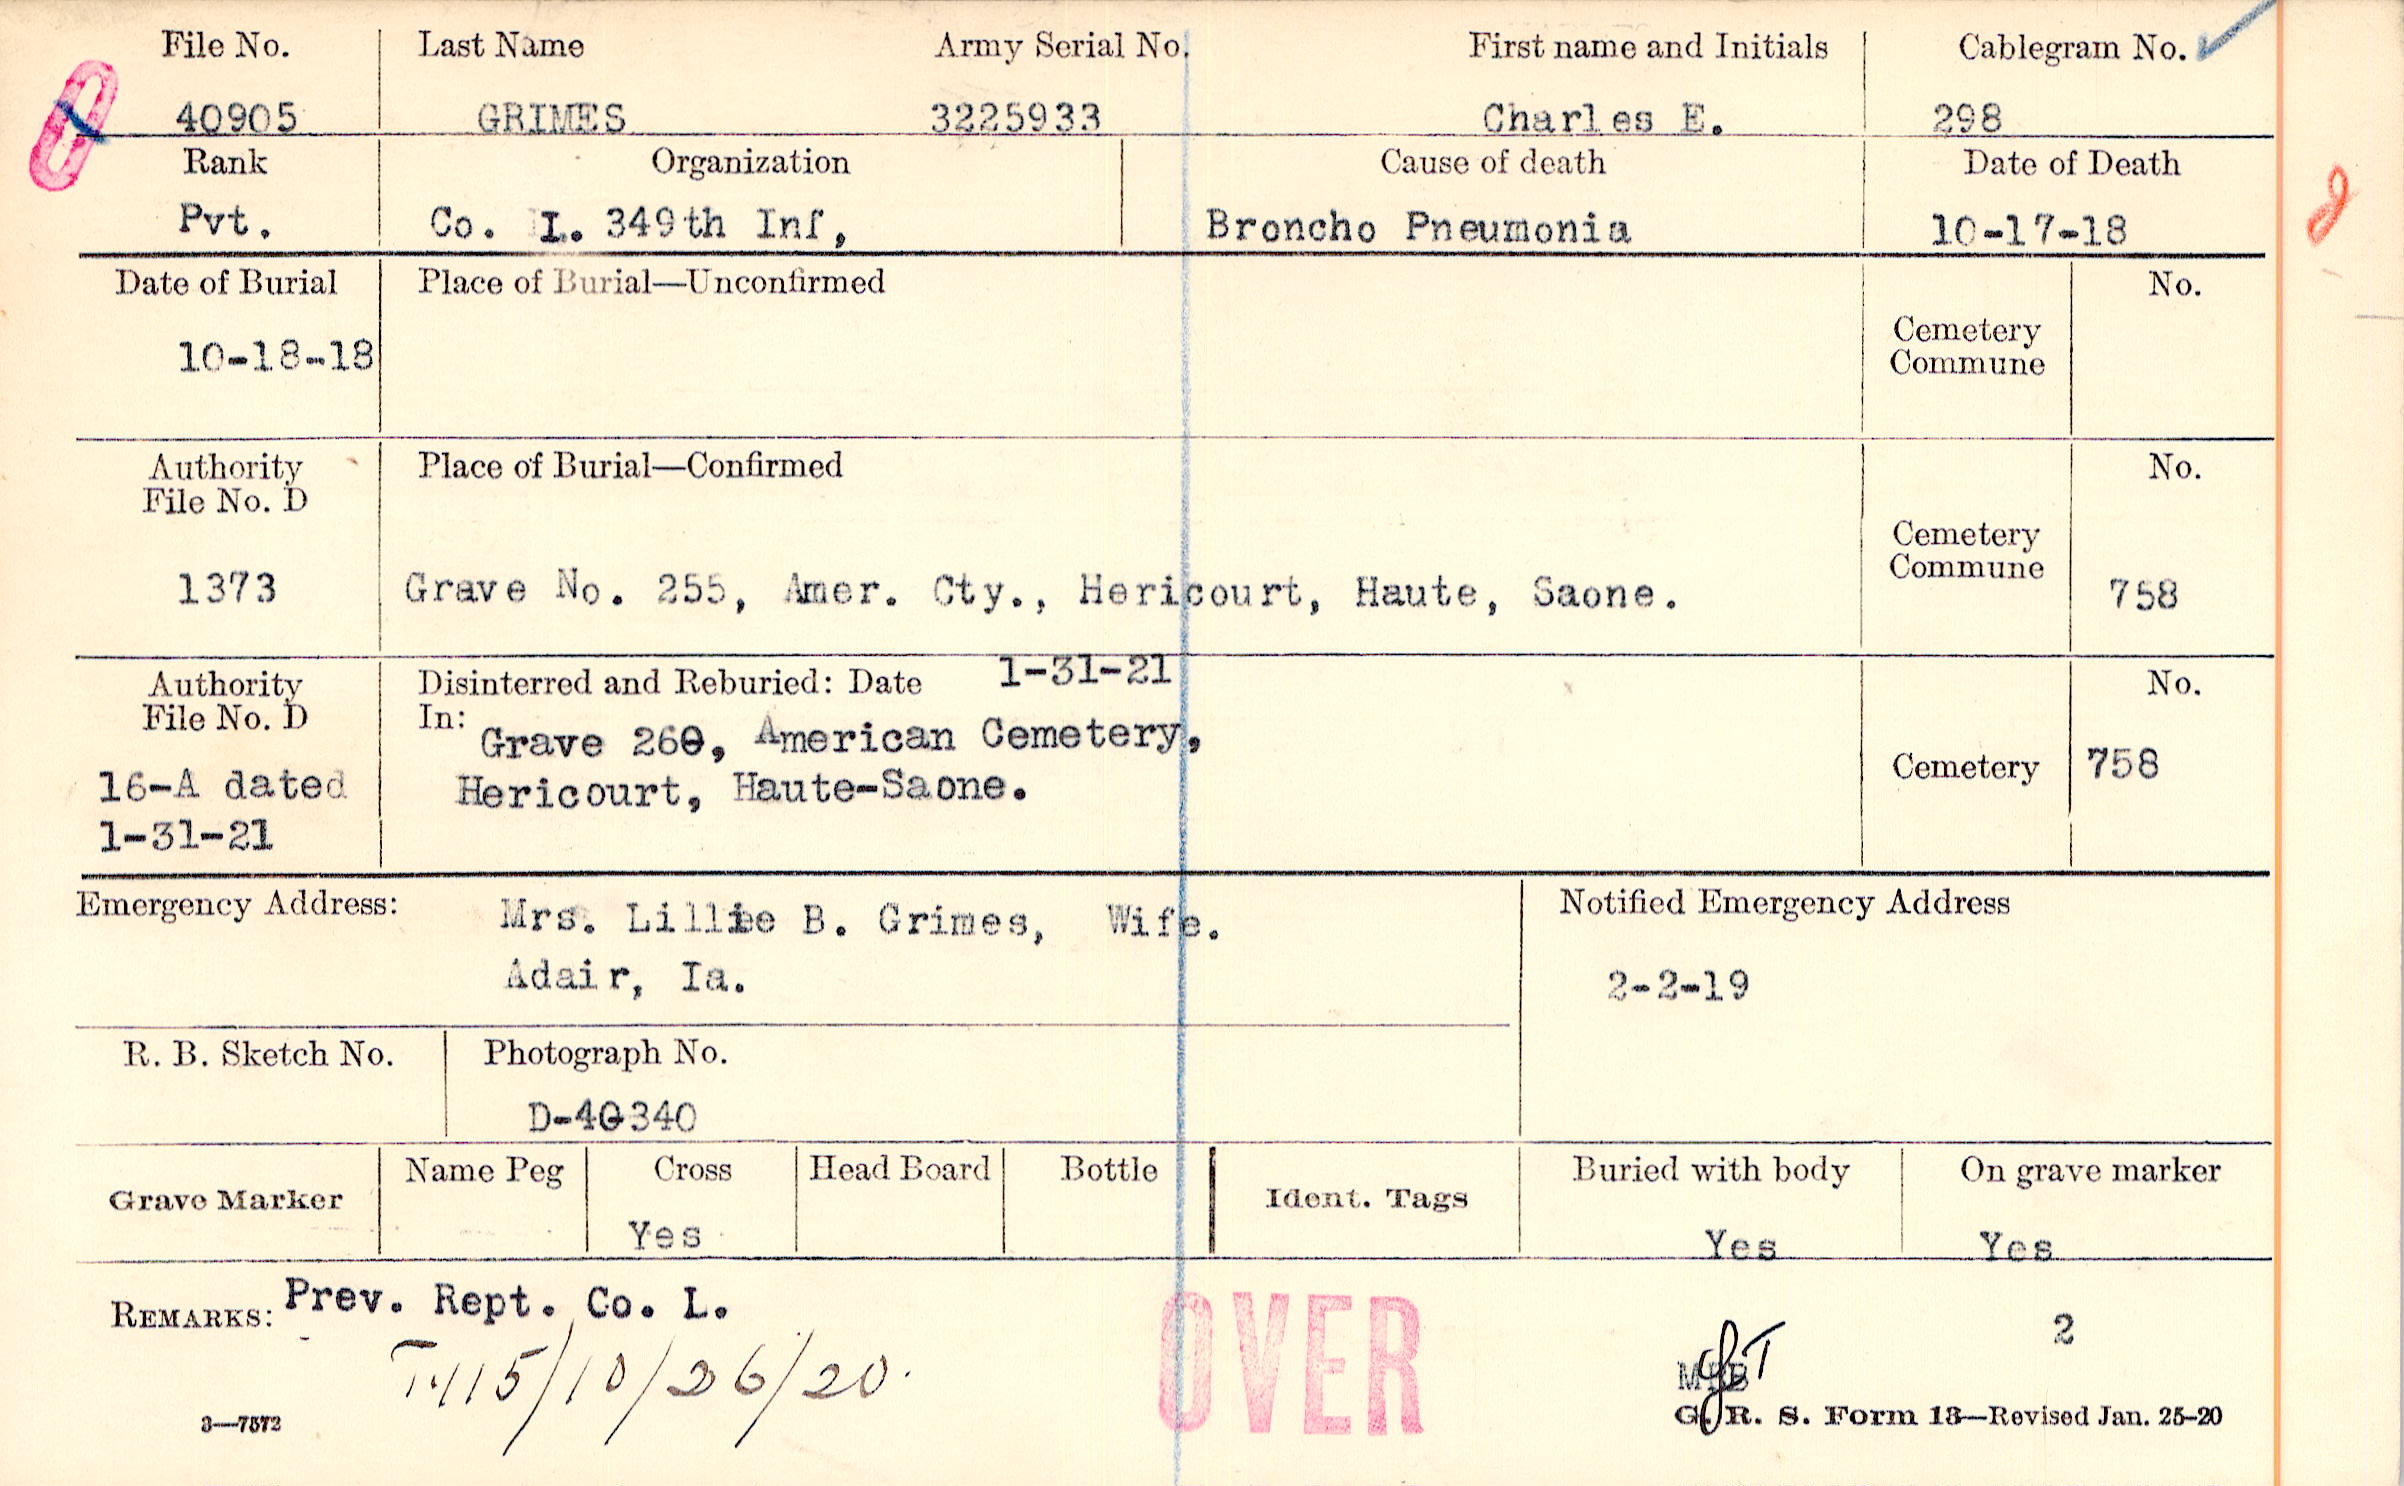 File No. Last Name Army Serial No. First name and Initials Cablegram No.
40905 GRIMES 3225933 Charles E. 298
Rank Organization Cause of death Date of Death
Pvt. Co. I. 349th Inf, Broncho Pneumonia 10-17-18
Date of Burial Place of Burial—Unconfirmed No.
10-18-18 Cemetery
Commune
Authority Place of Burial—Confirmed No.
File No. D
Cemetery
Commune
1373 Grave No. 255, Amer. Cty., Hericourt, Haute, Saone. 758
Authority Disinterred and Reburied: Date 1-31-21 No.
File No. D In:
Grave 260, American Cemetery,
16-A dated Hericourt, Haute-Saone. Cemetery 758
1-31-21
Emergency Address: Mrs. Lillie B. Grimes, Wife. Notified Emergency Address
Adair, Ia. 2-2-19
R. B. Sketch No. Photograph No.
D-40340
Grave Marker Name Peg Cross Head Board Bottle Ident. Tags Buried with body On grave marker
Yes Yes Yes
REMARKS: Prev. Rept. Co. L.
OVER 2
115/10/26/20.
3—7572 G. R. S. Form 13—Revised Jan. 25-20